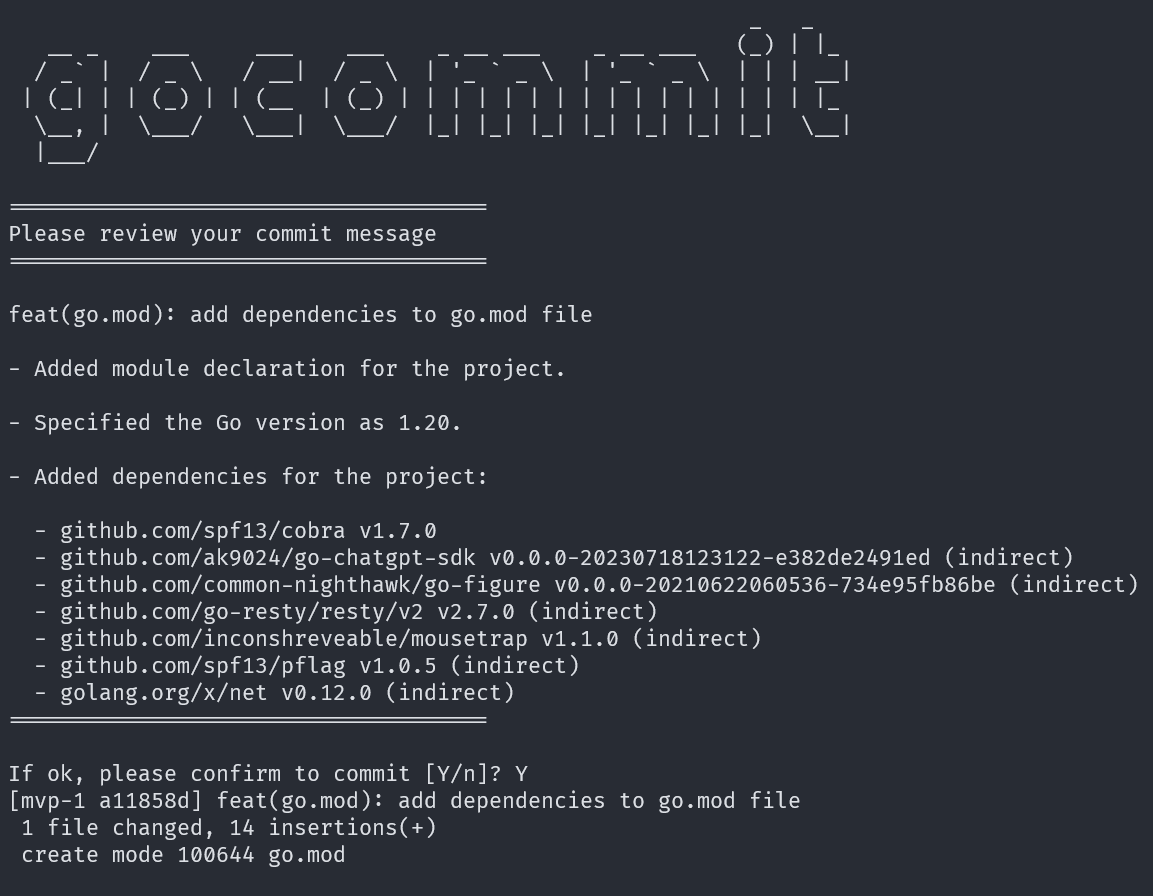 gocommit
Please review your commit message
feat(go.mod): add dependencies to go.mod file
- Added module declaration for the project.
- Specified the Go version as 1.20.
- Added dependencies for the project:
- github.com/spf13/cobra v1.7.0
- github.com/ak9024/go-chatgpt-sdk v0.0.0-20230718123122-e382de2491ed (indirect)
- github.com/common-nighthawk/go-figure v0.0.0-20210622060536-734e95fb86be (indirect)
- github.com/go-resty/resty/v2 v2.7.0 (indirect)
- github.com/inconshreveable/mousetrap v1.1.0 (indirect)
- github.com/spf13/pflag v1.0.5 (indirect)
- golang.org/x/net v0.12.0 (indirect)
If ok, please confirm to commit [Y/n]? Y
[mvp-1 a11858d] feat(go.mod): add dependencies to go.mod file
1 file changed, 14 insertions(+)
create mode 100644 go.mod